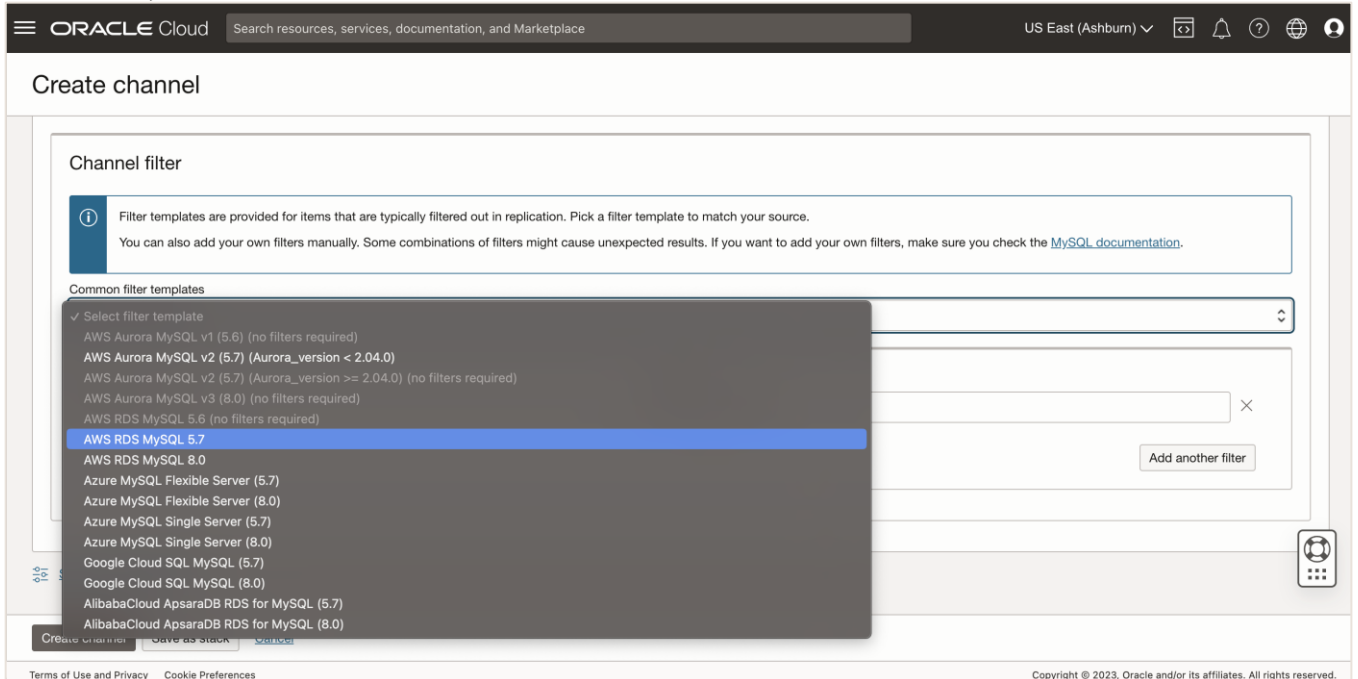 ORACLE Cloud
Search resources, services, documentation, and Marketplace
US East (Ashburn)
Create channel
Channel filter
Filter templates are provided for items that are typically filtered out in replication. Pick a filter template to match your source.
You can also add your own filters manually. Some combinations of filters might cause unexpected results. If you want to add your own filters, make sure you check the MySQL documentation.
Common filter templates
✓ Select filter template
AWS Aurora MySQL v1 (5.6) (no filters required)
AWS Aurora MySQL v2 (5.7) (Aurora_version < 2.04.0)
AWS Aurora MySQL v2 (5.7) (Aurora_version >= 2.04.0) (no filters required)
AWS Aurora MySQL v3 (8.0) (no filters required)
AWS RDS MySQL 5.6 (no filters required)
AWS RDS MySQL 5.7
AWS RDS MySQL 8.0
Add another filter
Azure MySQL Flexible Server (5.7)
Azure MySQL Flexible Server (8.0)
Azure MySQL Single Server (5.7)
Azure MySQL Single Server (8.0)
Google Cloud SQL MySQL (5.7)
Google Cloud SQL MySQL (8.0)
AlibabaCloud ApsaraDB RDS for MySQL (5.7)
AlibabaCloud ApsaraDB RDS for MySQL (8.0)
Create channel Save as stack Cancel
Terms of Use and Privacy Cookie Preferences
Copyright © 2023, Oracle and/or its affiliates. All rights reserved.